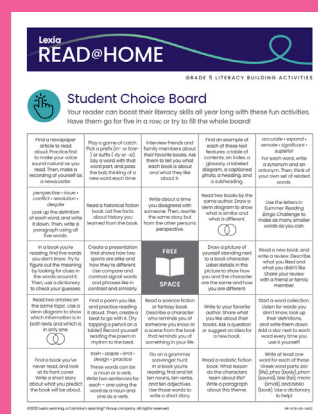 Lexia
READ@HOME
GRADE 5 LITERACY BUILDING ACTIVITIES
Student Choice Board
Your reader can boost their literacy skills all year long with these fun activities.
Have them go for five in a row, or try to fill the whole board!
Find a newspaper
article to read
aloud. Practice first
to make your voice
sound natural as you
read. Then, make a
recording of yourself as
a newscaster.
Play a game of catch.
Pick a prefix
Say a word with that
word part, and pass
the ball, thinking of a
new word each time.
Interview friends and
family members about
their favorite books. Ask
them to tell you what
each book is about
and what they like
about it.
Find an example of
each of these text
features: a table of
contents, an index, a
glossary, a labeled
diagram, a captioned
photo, a heading, and
a subheading.
accurate • expand •
remote • significant •
superior
For each word, write
a synonym and an
antonym. Then think of
your own set of related
words.
perspective • issue •
conflict • resolution •
despite
Look up the definition
of each word, and write
it down. Then, write a
paragraph using all
five words.
Read a historical fiction
book. List five facts
about history you
learned from the book.
Write about a time
you disagreed with
someone. Then, rewrite
the same story, but
from the other person's
perspective.
Read two books by the
same author. Draw a
Venn diagram to show
what is similar and
what is different.
Use the letters in
Summer Reading
Bingo Challenge to
make as many smaller
words as you can.
In a book you're
reading, find five words
you don't know. Try to
figure out the meaning
by looking for clues in
the words around them.
Then, use a dictionary
to check your guesses.
Create a presentation
that shows how two
sports are alike and
how they're different.
Use compare and
contrast signal words
and phrases like in
contrast and similarly.
FREE
SPACE
Draw a picture of
yourself standing next
to a book character.
Label details in the
picture to show how
you and the character
are the same and how
you are different.
Read a new book, and
write a review. Describe
what you liked and
what you didn't like.
Share your review
with a friend or family
member.
Read two articles on
the same topic. Use a
Venn diagram to show
which information is in
both texts and which is
in only one.
Find a poem you like,
and practice reading
it aloud. Then, create a
beat to go with it. (Try
tapping a pencil on a
table!) Record yourself
reading the poem in
rhythm to the beat.
Read a science fiction
or fantasy book.
Describe a character
who reminds you of
someone you know or
a scene from the book
that reminds you of
something in your life.
Write to your favorite
author. Share what
you like about their
books. Ask a question
or suggest an idea for
a new book.
Start a word collection.
Listen for words you
don't know, look up
their definitions,
and write them down.
Add a star next to each
word every time you
use it yourself!
Find a book you've
never read, and look
at its front cover.
Write a short story
about what you predict
the book will be about.
train • staple • limit •
design • practice
These words can be
a noun or a verb.
Write two sentences for
each – one using the
word as a noun and
one as a verb.
Go on a grammar
scavenger hunt.
In a book you're
reading, find and list
ten nouns, ten verbs,
and ten adjectives.
Use those words to
write a short story.
Read a realistic fiction
book. What lesson
do the characters
learn about life?
Write a paragraph
about this theme.
Write at least one
word for each of these
Greek word parts: bio
(life), phys (body), phon
(sound), tele (far), micro
(small), and biblio
(book). Use a dictionary
to help!
©2022 Lexia Learning, a Cambium Learning® Group company. All rights reserved.